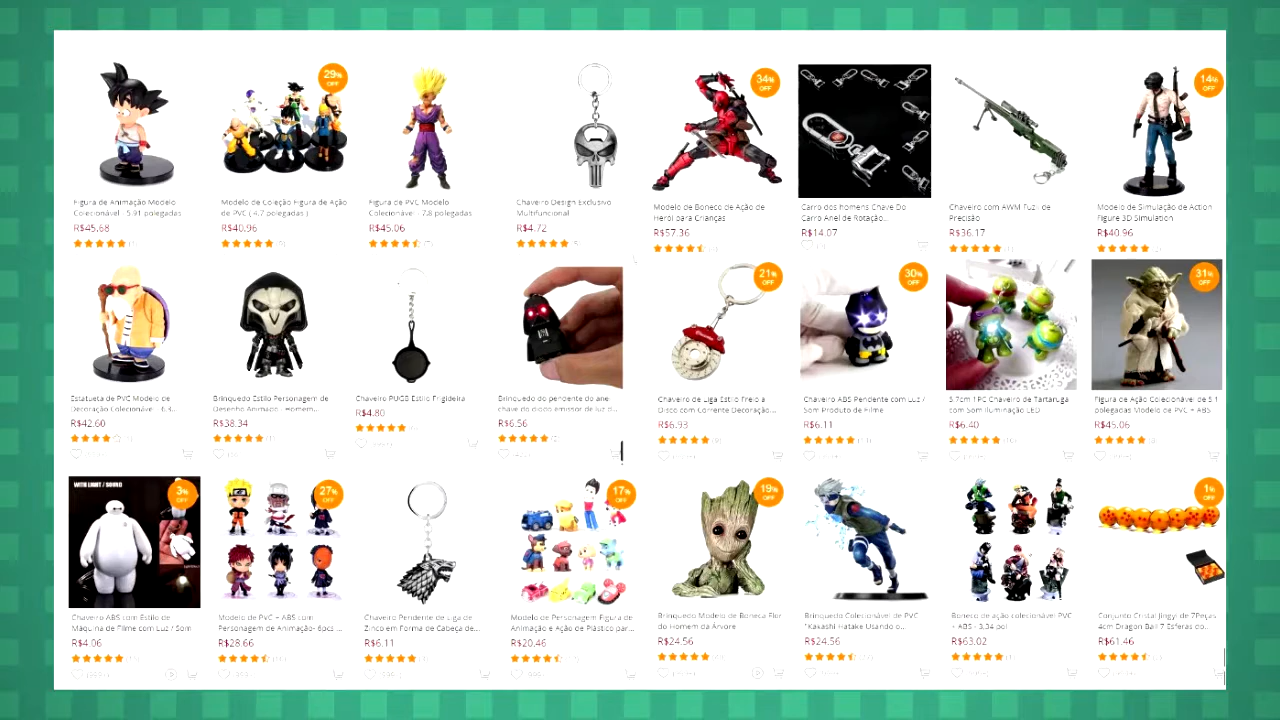 29% OFF
34% OFF
14% OFF
Figura de Animação Modelo
Colecionável - 5.91 polegadas
R$45.68
Modelo de Coleção Figura de Ação
de PVC ( 4.7 polegadas )
R$40.96
Figura de PVC Modelo
Colecionável - 7.8 polegadas
R$45.06
Chaveiro Design Exclusivo
Multifuncional
R$4.72
Modelo de Boneco de Ação de
Herói para Crianças
R$57.36
Carro dos homens Chave Do
Carro Anel de Rotação...
R$14.07
Chaveiro com AWM Fuzil de
Precisão
R$36.17
Modelo de Simulação de Action
Figure 3D Simulation
R$40.96
21% OFF
30% OFF
31% OFF
Estatueta de PVC Modelo de
Decoração Colecionável
R$42.60
Brinquedo Estilo Personagem de
Desenho Animado - Homem...
R$38.34
Chaveiro PUGB Estilo Frigideira
R$4.80
Brinquedo do pendente do anel
chave do diodo emissor de luz d...
R$6.56
Chaveiro de Liga Estilo Freio a
Disco com Corrente Decoração...
R$6.93
Chaveiro ABS Pendente com Luz /
Som Produto de Filme
R$6.11
1PC Chaveiro de Tartaruga
com Som Iluminação LED
R$6.40
Figura de Ação Colecionável de 5.1
polegadas Modelo de PVC + ABS
R$45.06
WITH LIGHT / SOUND
3% OFF
27% OFF
17% OFF
19% OFF
1% OFF
Chaveiro ABS com Estilo de
Máquina de Filme com Luz / Som
R$4.06
Modelo de PVC + ABS com
Personagem de Animação- 6pcs ...
R$28.66
Chaveiro Pendente de Liga de
Zinco em Forma de Cabeça de...
R$6.11
Modelo de Personagem Figura de
Animação e Ação de Plástico par...
R$20.46
Brinquedo Modelo de Boneca Flor
do Homem da Árvore
R$24.56
Brinquedo Colecionável de PVC
"Kakashi Hatake Usando o...
R$24.56
Boneco de ação colecionável PVC
+ ABS - 3.34 pol
R$63.02
Conjunto Cristal Jingyi de 7Peças
4cm Dragon Ball 7 Esferas do...
R$61.46